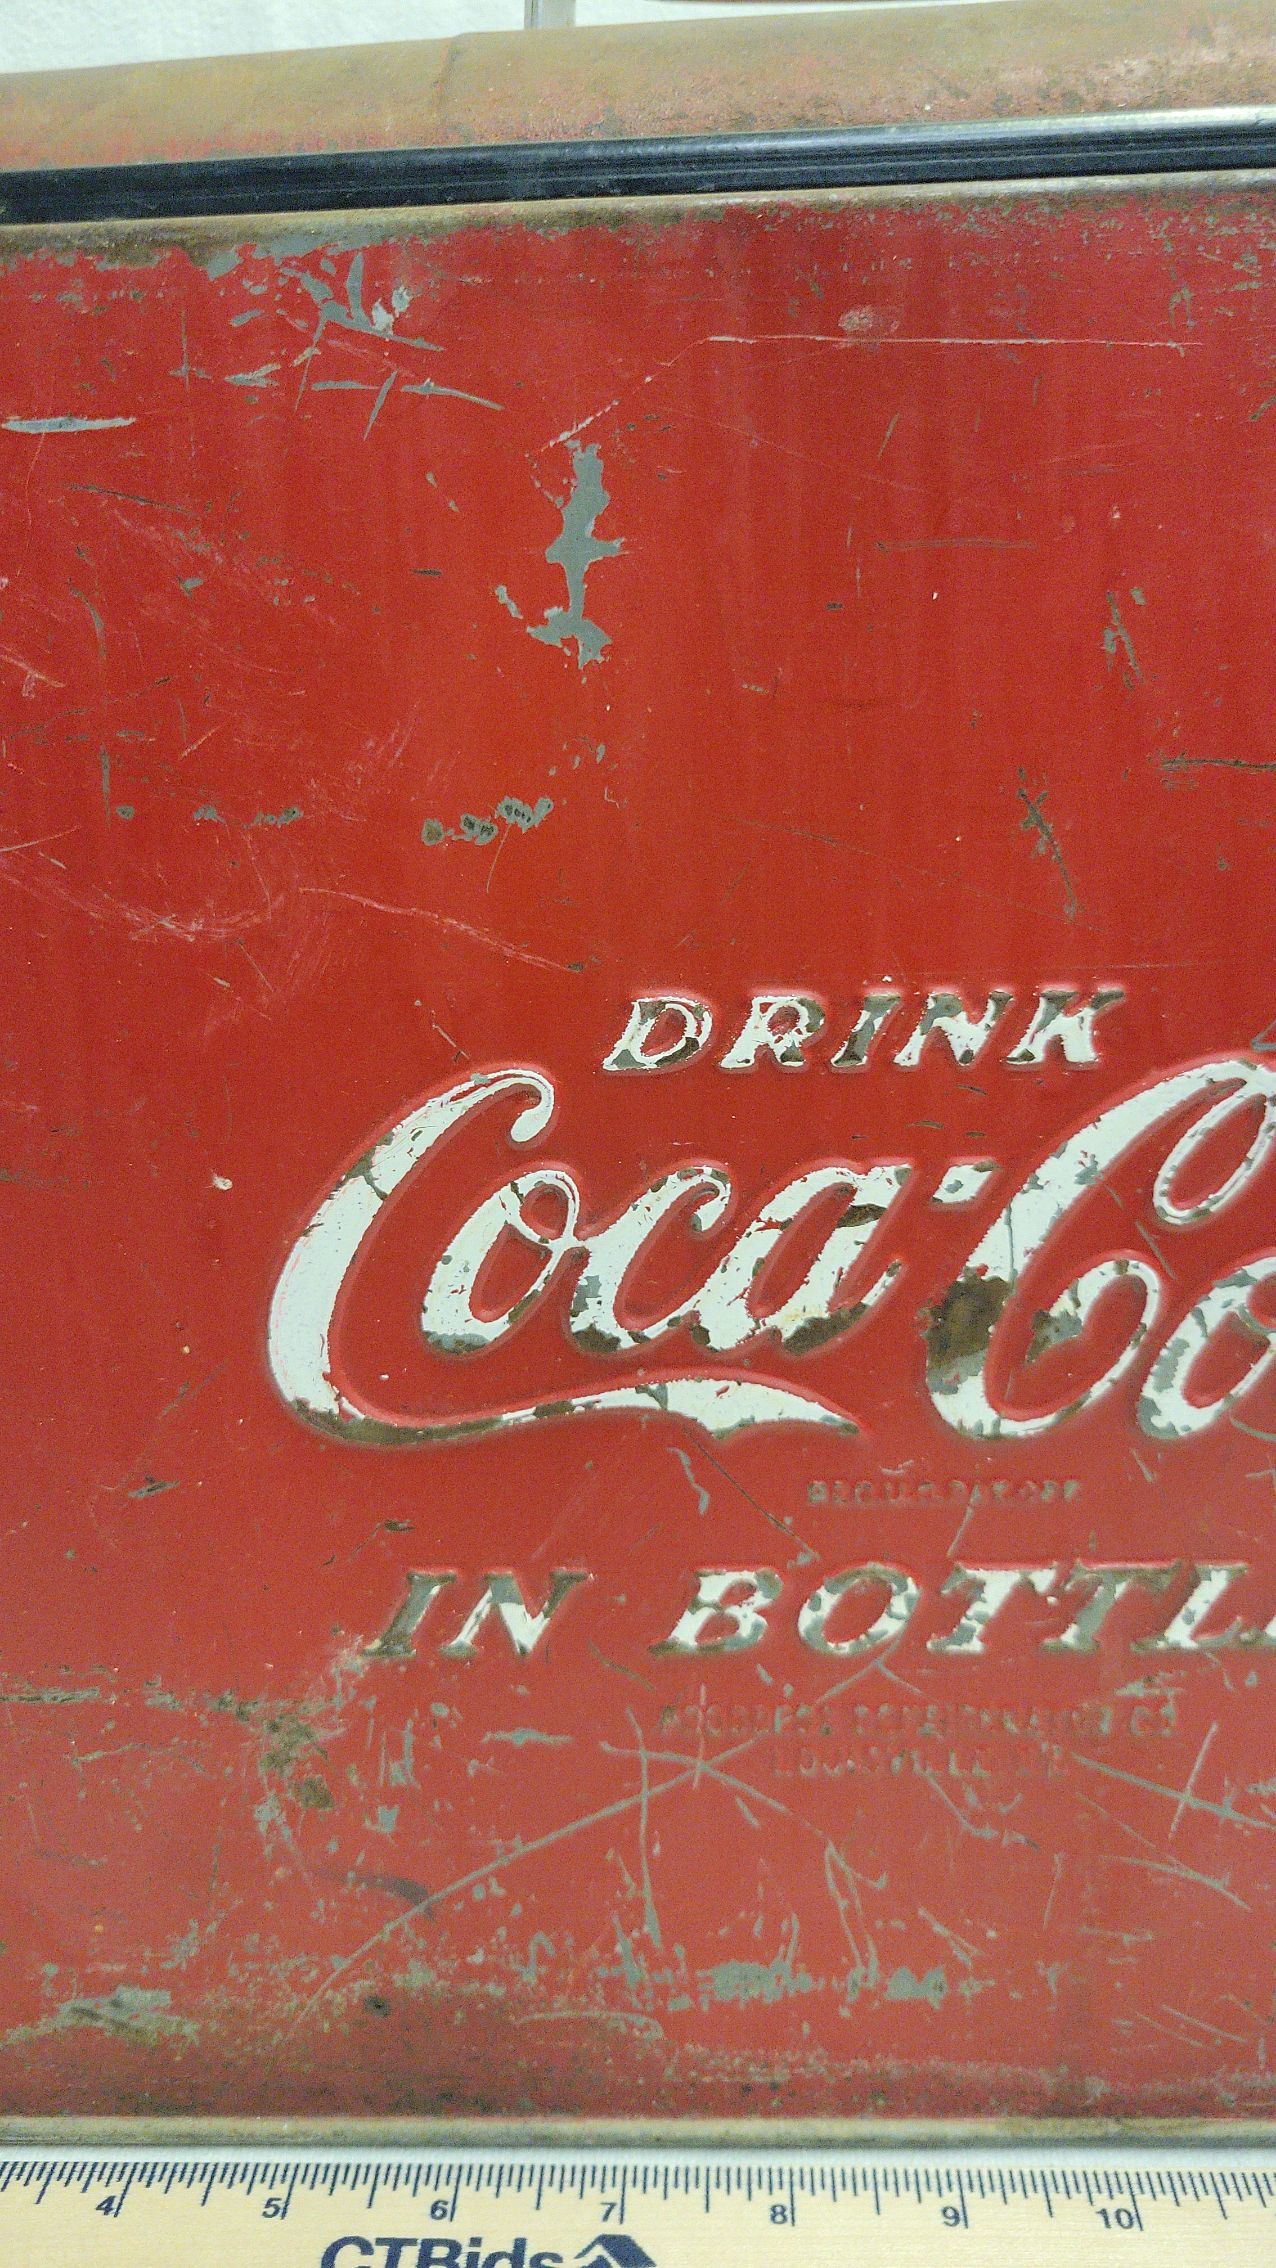 DRINK
Coca-Co
IN BOTTL
4 5 6 7 8 9 10
CTBids